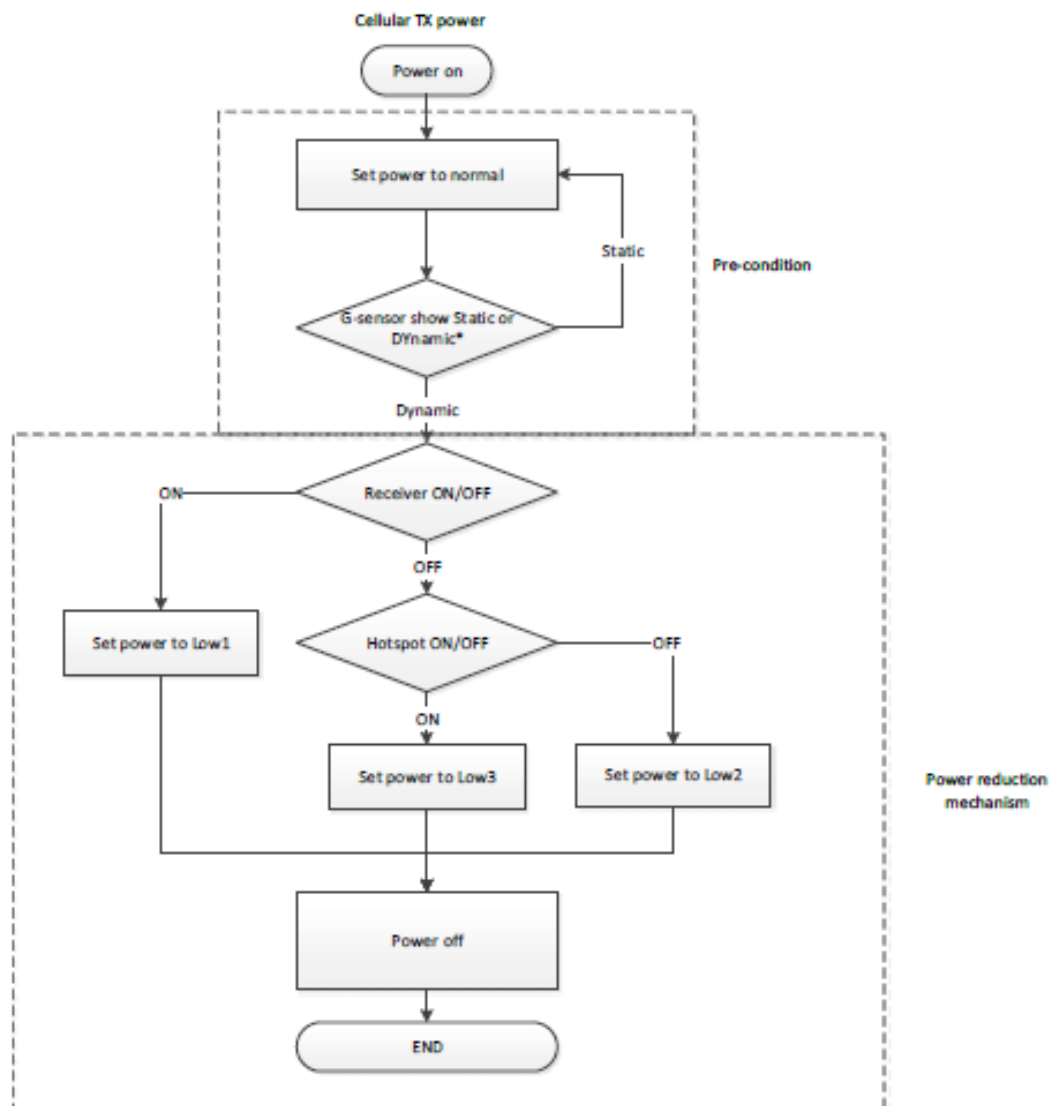 Cellular TX power
Power on
Set power to normal
Static
Pre-condition
G-sensor show Static or
DYnamic*
Dynamic
Receiver ON/OFF
ON
OFF
Set power to Low1
Hotspot ON/OFF
OFF
ON
Set power to Low3
Set power to Low2
Power reduction
mechanism
Power off
END